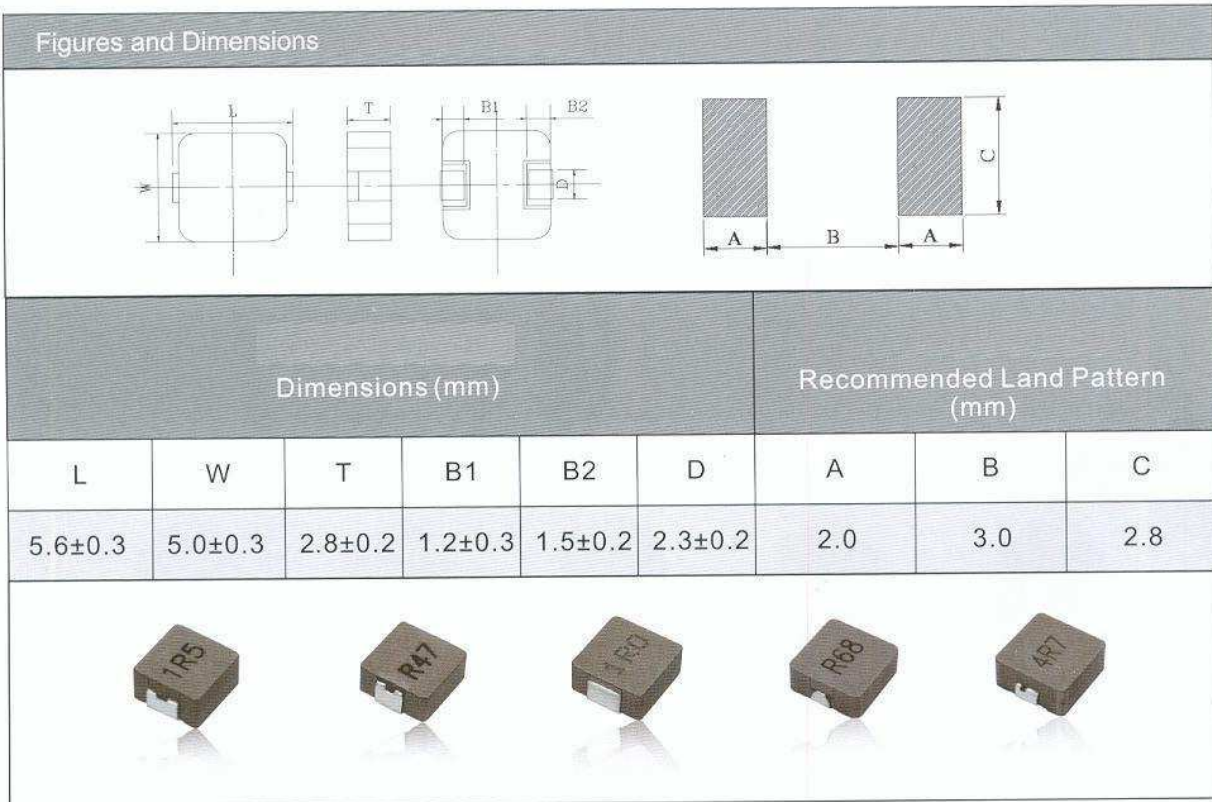 Figures and Dimensions
L
T
B1
B2
W
D
C
A
B
A
Dimensions (mm)
Recommended Land Pattern
(mm)
L W T B1 B2 D A B C
5.6±0.3 5.0±0.3 2.8±0.2 1.2±0.3 1.5±0.2 2.3±0.2 2.0 3.0 2.8
1R5
R47
1R0
R68
4R7